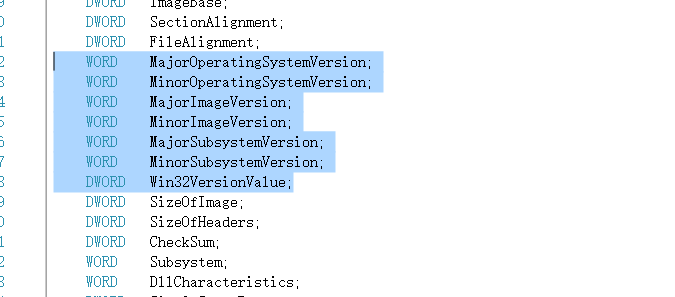 9 DWORD ImageBase;
0 DWORD SectionAlignment;
1 DWORD FileAlignment;
2 WORD MajorOperatingSystemVersion;
3 WORD MinorOperatingSystemVersion;
4 WORD MajorImageVersion;
5 WORD MinorImageVersion;
6 WORD MajorSubsystemVersion;
7 WORD MinorSubsystemVersion;
8 DWORD Win32VersionValue;
9 DWORD SizeOfImage;
0 DWORD SizeOfHeaders;
1 DWORD CheckSum;
2 WORD Subsystem;
3 WORD DllCharacteristics;